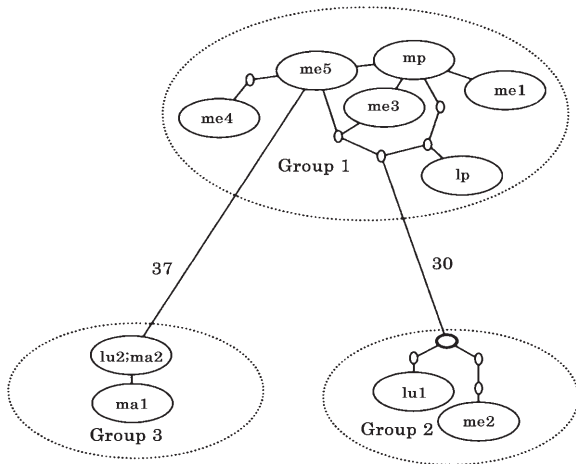 mp
me5
me1
me3
me4
lp
Group 1
37
30
lu2;ma2
lu1
ma1
me2
Group 3
Group 2